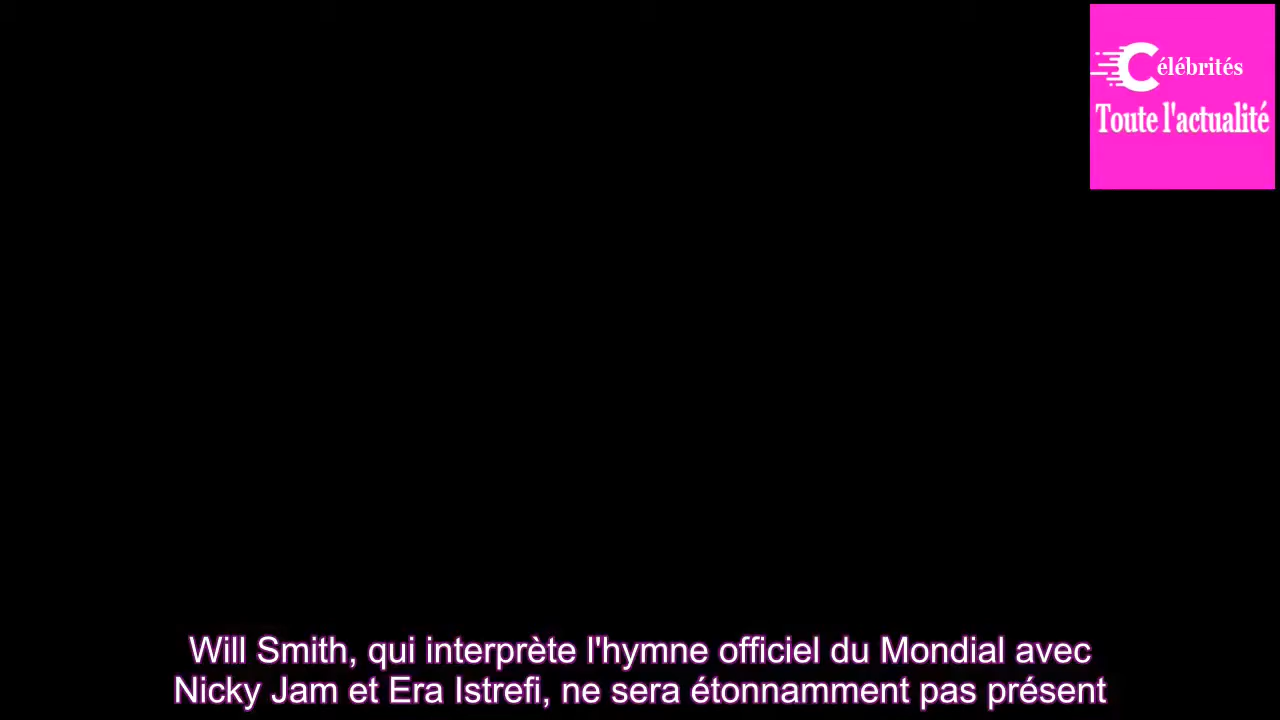 Célébrités
Toute l'actualité
Will Smith, qui interprète l'hymne officiel du Mondial avec
Nicky Jam et Era Istrefi, ne sera étonnamment pas présent